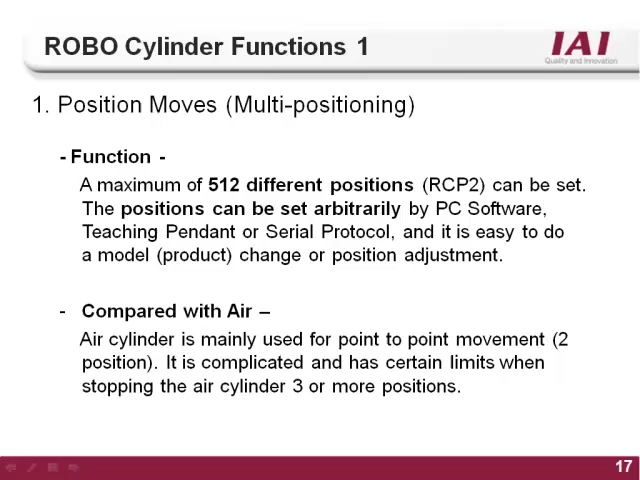 ROBO Cylinder Functions 1
IAI
Quality and Innovation
1. Position Moves (Multi-positioning)
- Function -
A maximum of 512 different positions (RCP2) can be set.
The positions can be set arbitrarily by PC Software,
Teaching Pendant or Serial Protocol, and it is easy to do
a model (product) change or position adjustment.
- Compared with Air –
Air cylinder is mainly used for point to point movement (2
position). It is complicated and has certain limits when
stopping the air cylinder 3 or more positions.
17